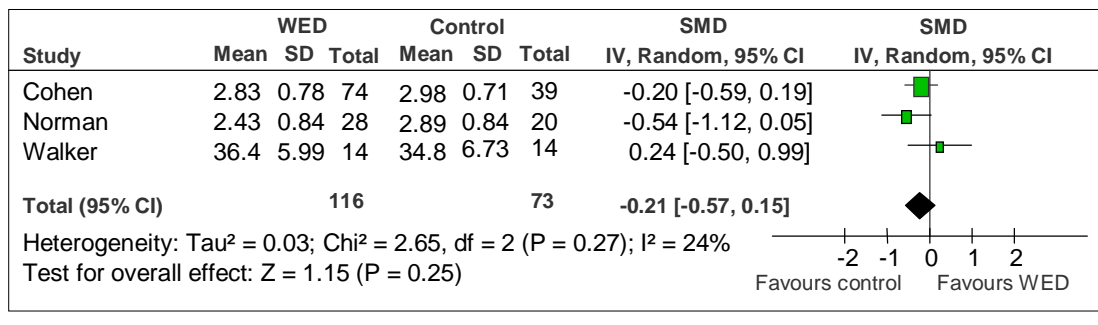 WED Control SMD SMD
Study Mean SD Total Mean SD Total IV, Random, 95% CI IV, Random, 95% CI
Cohen 2.83 0.78 74 2.98 0.71 39 -0.20 [-0.59, 0.19]
Norman 2.43 0.84 28 2.89 0.84 20 -0.54 [-1.12, 0.05]
Walker 36.4 5.99 14 34.8 6.73 14 0.24 [-0.50, 0.99]
Total (95% CI) 116 73 -0.21 [-0.57, 0.15]
Heterogeneity: Tau² = 0.03; Chi² = 2.65, df = 2 (P = 0.27); I² = 24%
Test for overall effect: Z = 1.15 (P = 0.25)
-2 -1 0 1 2
Favours control Favours WED